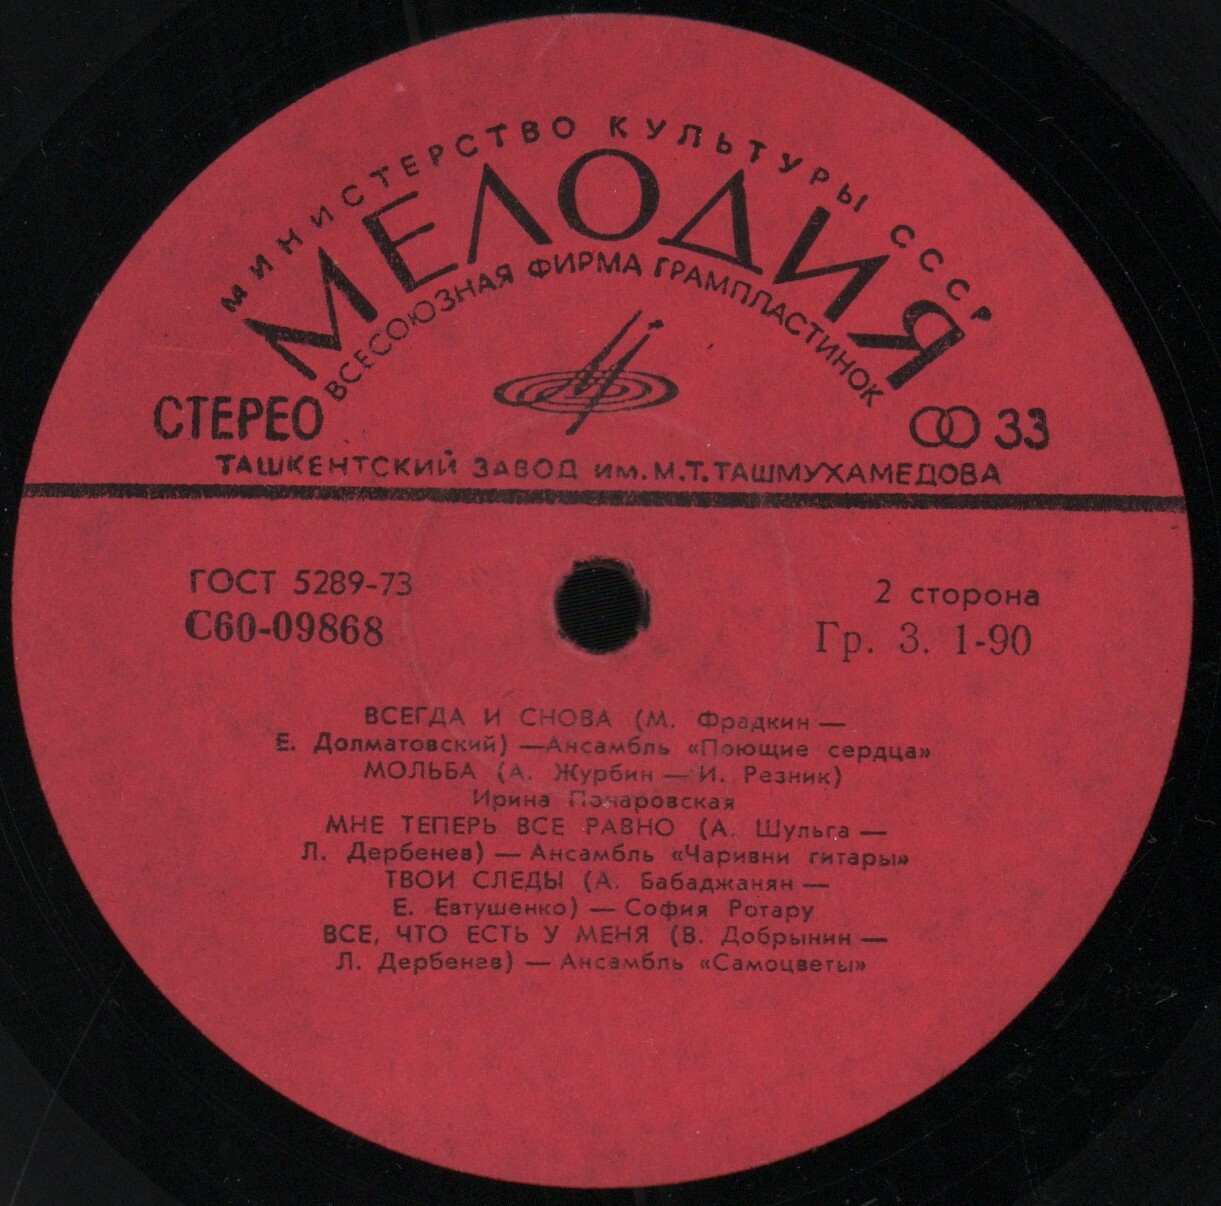 МИНИСТЕРСТВО КУЛЬТУРЫ СССР
МЕЛОДИЯ
ВСЕСОЮЗНАЯ ФИРМА ГРАМПЛАСТИНОК
СТЕРЕО
33
ТАШКЕНТСКИЙ ЗАВОД им. М.Т. ТАШМУХАМЕДОВА
ГОСТ 5289-73
2 сторона
С60-09868
Гр. 3. 1-90
ВСЕГДА И СНОВА (М. Фрадкин —
Е. Долматовский) — Ансамбль «Поющие сердца»
МОЛЬБА (А. Журбин — И. Резник)
Ирина Понаровская
МНЕ ТЕПЕРЬ ВСЕ РАВНО (А. Шульга —
Л. Дербенев) — Ансамбль «Чаривни гитары»
ТВОИ СЛЕДЫ (А. Бабаджанян —
Е. Евтушенко) — София Ротару
ВСЕ, ЧТО ЕСТЬ У МЕНЯ (В. Добрынин —
Л. Дербенев) — Ансамбль «Самоцветы»